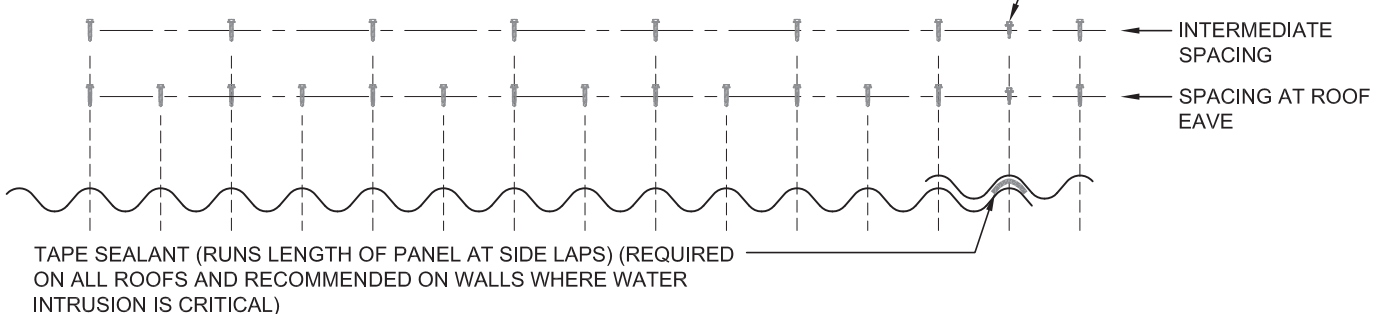 INTERMEDIATE
SPACING
SPACING AT ROOF
EAVE
TAPE SEALANT (RUNS LENGTH OF PANEL AT SIDE LAPS) (REQUIRED
ON ALL ROOFS AND RECOMMENDED ON WALLS WHERE WATER
INTRUSION IS CRITICAL)